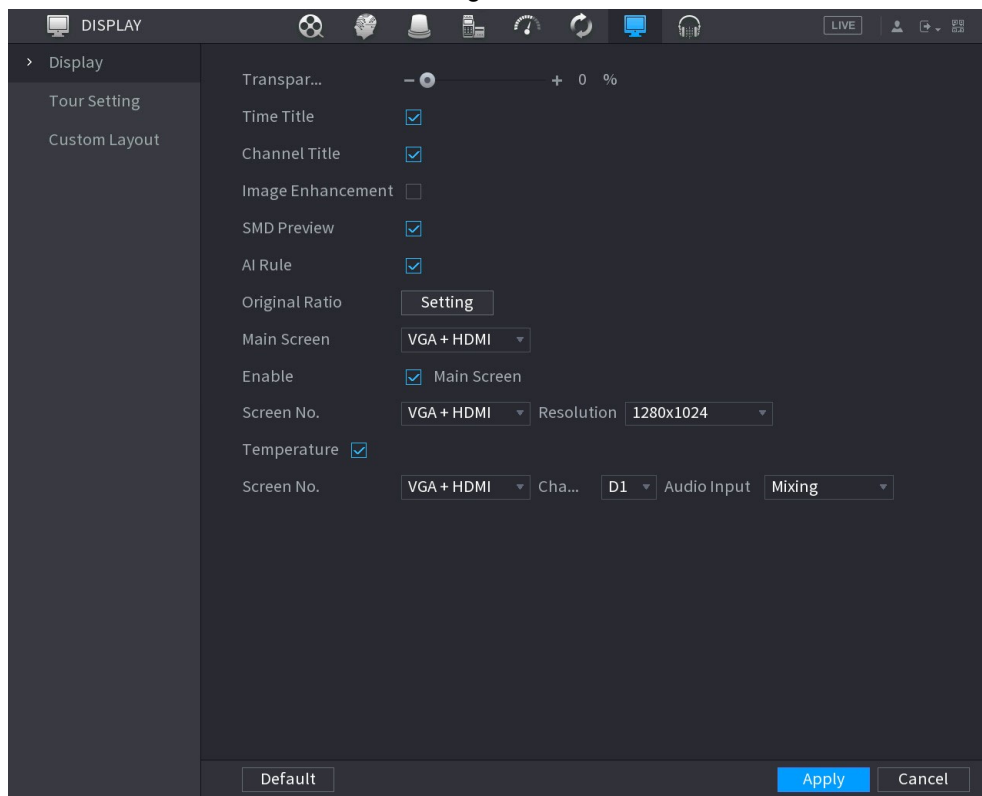 DISPLAY LIVE
Display
Tour Setting
Custom Layout
Transpar... - + 0 %
Time Title
Channel Title
Image Enhancement
SMD Preview
AI Rule
Original Ratio Setting
Main Screen VGA + HDMI
Enable Main Screen
Screen No. VGA + HDMI Resolution 1280x1024
Temperature
Screen No. VGA + HDMI Cha... D1 Audio Input Mixing
Default Apply Cancel